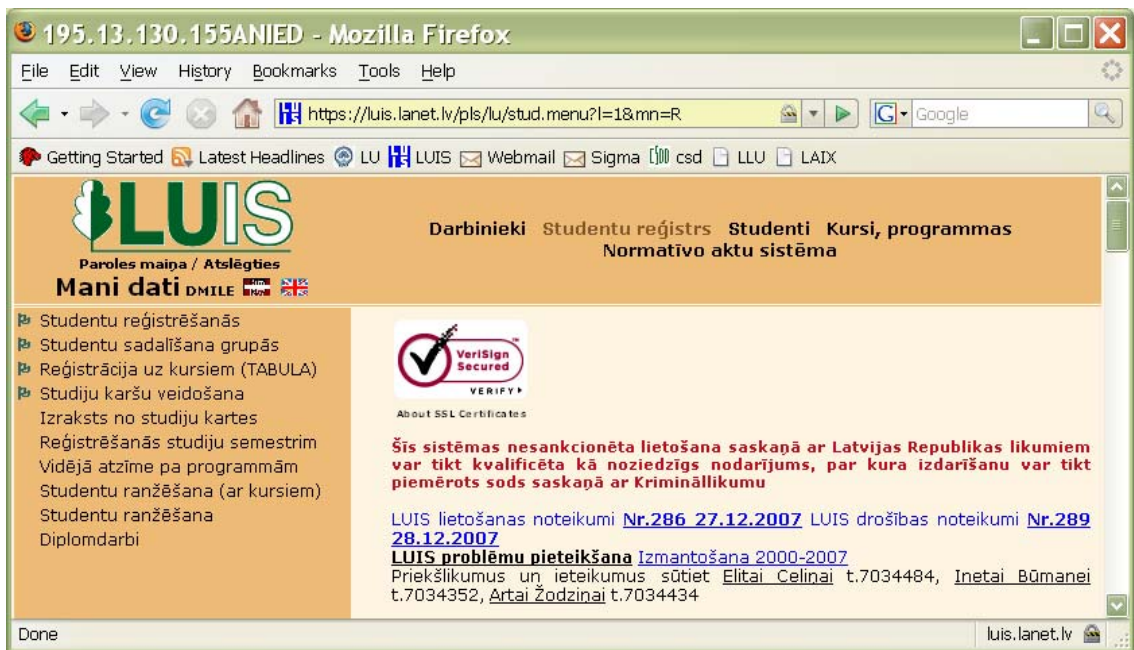 195.13.130.155ANIED - Mozilla Firefox
File Edit View History Bookmarks Tools Help
https://luis.lanet.lv/pls/lu/stud.menu?l=1&mn=R
Google
Getting Started Latest Headlines LU LUIS Webmail Sigma csd LLU LAIX
LUIS
Paroles maiņa / Atslēgties
Mani dati DMILE
Darbinieki Studentu reģistrs Studenti Kursi, programmas
Normatīvo aktu sistēma
Studentu reģistrēšanās
Studentu sadalīšana grupās
Reģistrācija uz kursiem (TABULA)
Studiju karšu veidošana
Izraksts no studiju kartes
Reģistrēšanās studiju semestrim
Vidējā atzīme pa programmām
Studentu ranžēšana (ar kursiem)
Studentu ranžēšana
Diplomdarbi
VeriSign
Secured
VERIFY
About SSL Certificates
Šīs sistēmas nesankcionēta lietošana saskaņā ar Latvijas Republikas likumiem
var tikt kvalificēta kā noziedzīgs nodarījums, par kura izdarīšanu var tikt
piemērots sods saskaņā ar Krimināllikumu
LUIS lietošanas noteikumi Nr.286 27.12.2007 LUIS drošības noteikumi Nr.289
28.12.2007
LUIS problēmu pieteikšana Izmantošana 2000-2007
Priekšlikumus un ieteikumus sūtiet Elitai Celiņai t.7034484, Inetai Būmanei
t.7034352, Artai Žodziņai t.7034434
Done
luis.lanet.lv